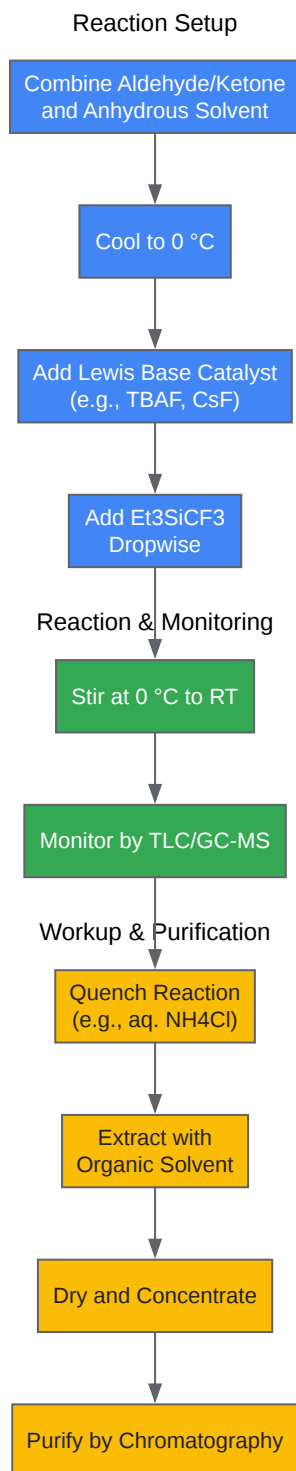 Reaction Setup
Combine Aldehyde/Ketone
and Anhydrous Solvent
Cool to 0 °C
Add Lewis Base Catalyst
(e.g., TBAF, CsF)
Add Et3SiCF3
Dropwise
Reaction & Monitoring
Stir at 0 °C to RT
Monitor by TLC/GC-MS
Workup & Purification
Quench Reaction
(e.g., aq. NH4Cl)
Extract with
Organic Solvent
Dry and Concentrate
Purify by Chromatography